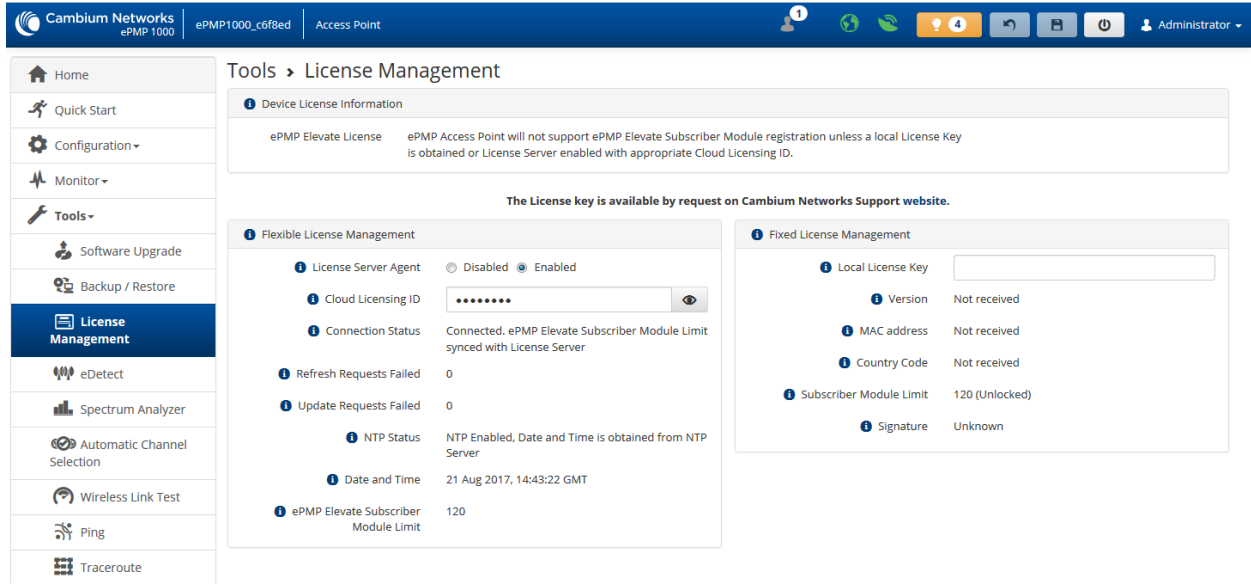 Cambium Networks
ePMP 1000
ePMP1000_c6f8ed
Access Point
1
4
Administrator
Home
Quick Start
Configuration
Monitor
Tools
Software Upgrade
Backup / Restore
License
Management
eDetect
Spectrum Analyzer
Automatic Channel
Selection
Wireless Link Test
Ping
Traceroute
Tools > License Management
Device License Information
ePMP Elevate License ePMP Access Point will not support ePMP Elevate Subscriber Module registration unless a local License Key
is obtained or License Server enabled with appropriate Cloud Licensing ID.
The License key is available by request on Cambium Networks Support website.
Flexible License Management
License Server Agent Disabled Enabled
Cloud Licensing ID ••••••••
Connection Status Connected. ePMP Elevate Subscriber Module Limit
synced with License Server
Refresh Requests Failed 0
Update Requests Failed 0
NTP Status NTP Enabled, Date and Time is obtained from NTP
Server
Date and Time 21 Aug 2017, 14:43:22 GMT
ePMP Elevate Subscriber 120
Module Limit
Fixed License Management
Local License Key
Version Not received
MAC address Not received
Country Code Not received
Subscriber Module Limit 120 (Unlocked)
Signature Unknown